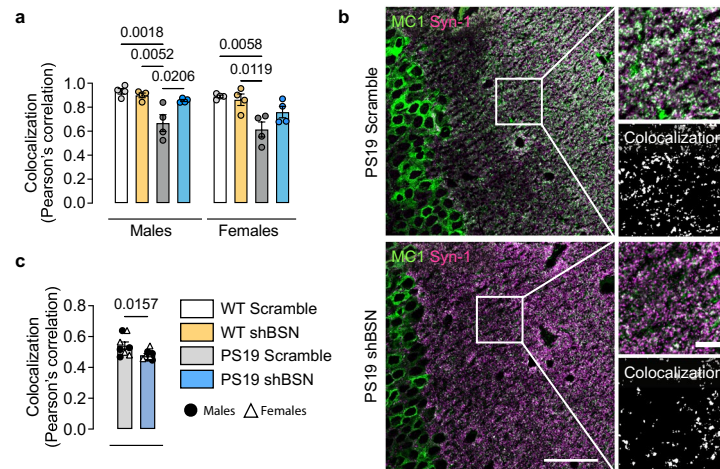 a
0.0018
0.0052
0.0206
0.0058
0.0119
Colocalization
(Pearson's correlation)
1.0
0.8
0.6
0.4
0.2
0.0
Males
Females
b
MC1 Syn-1
PS19 Scramble
Colocalization
MC1 Syn-1
PS19 shBSN
Colocalization
c
0.0157
Colocalization
(Pearson's correlation)
0.8
0.6
0.4
0.2
0.0
WT Scramble
WT shBSN
PS19 Scramble
PS19 shBSN
Males Females